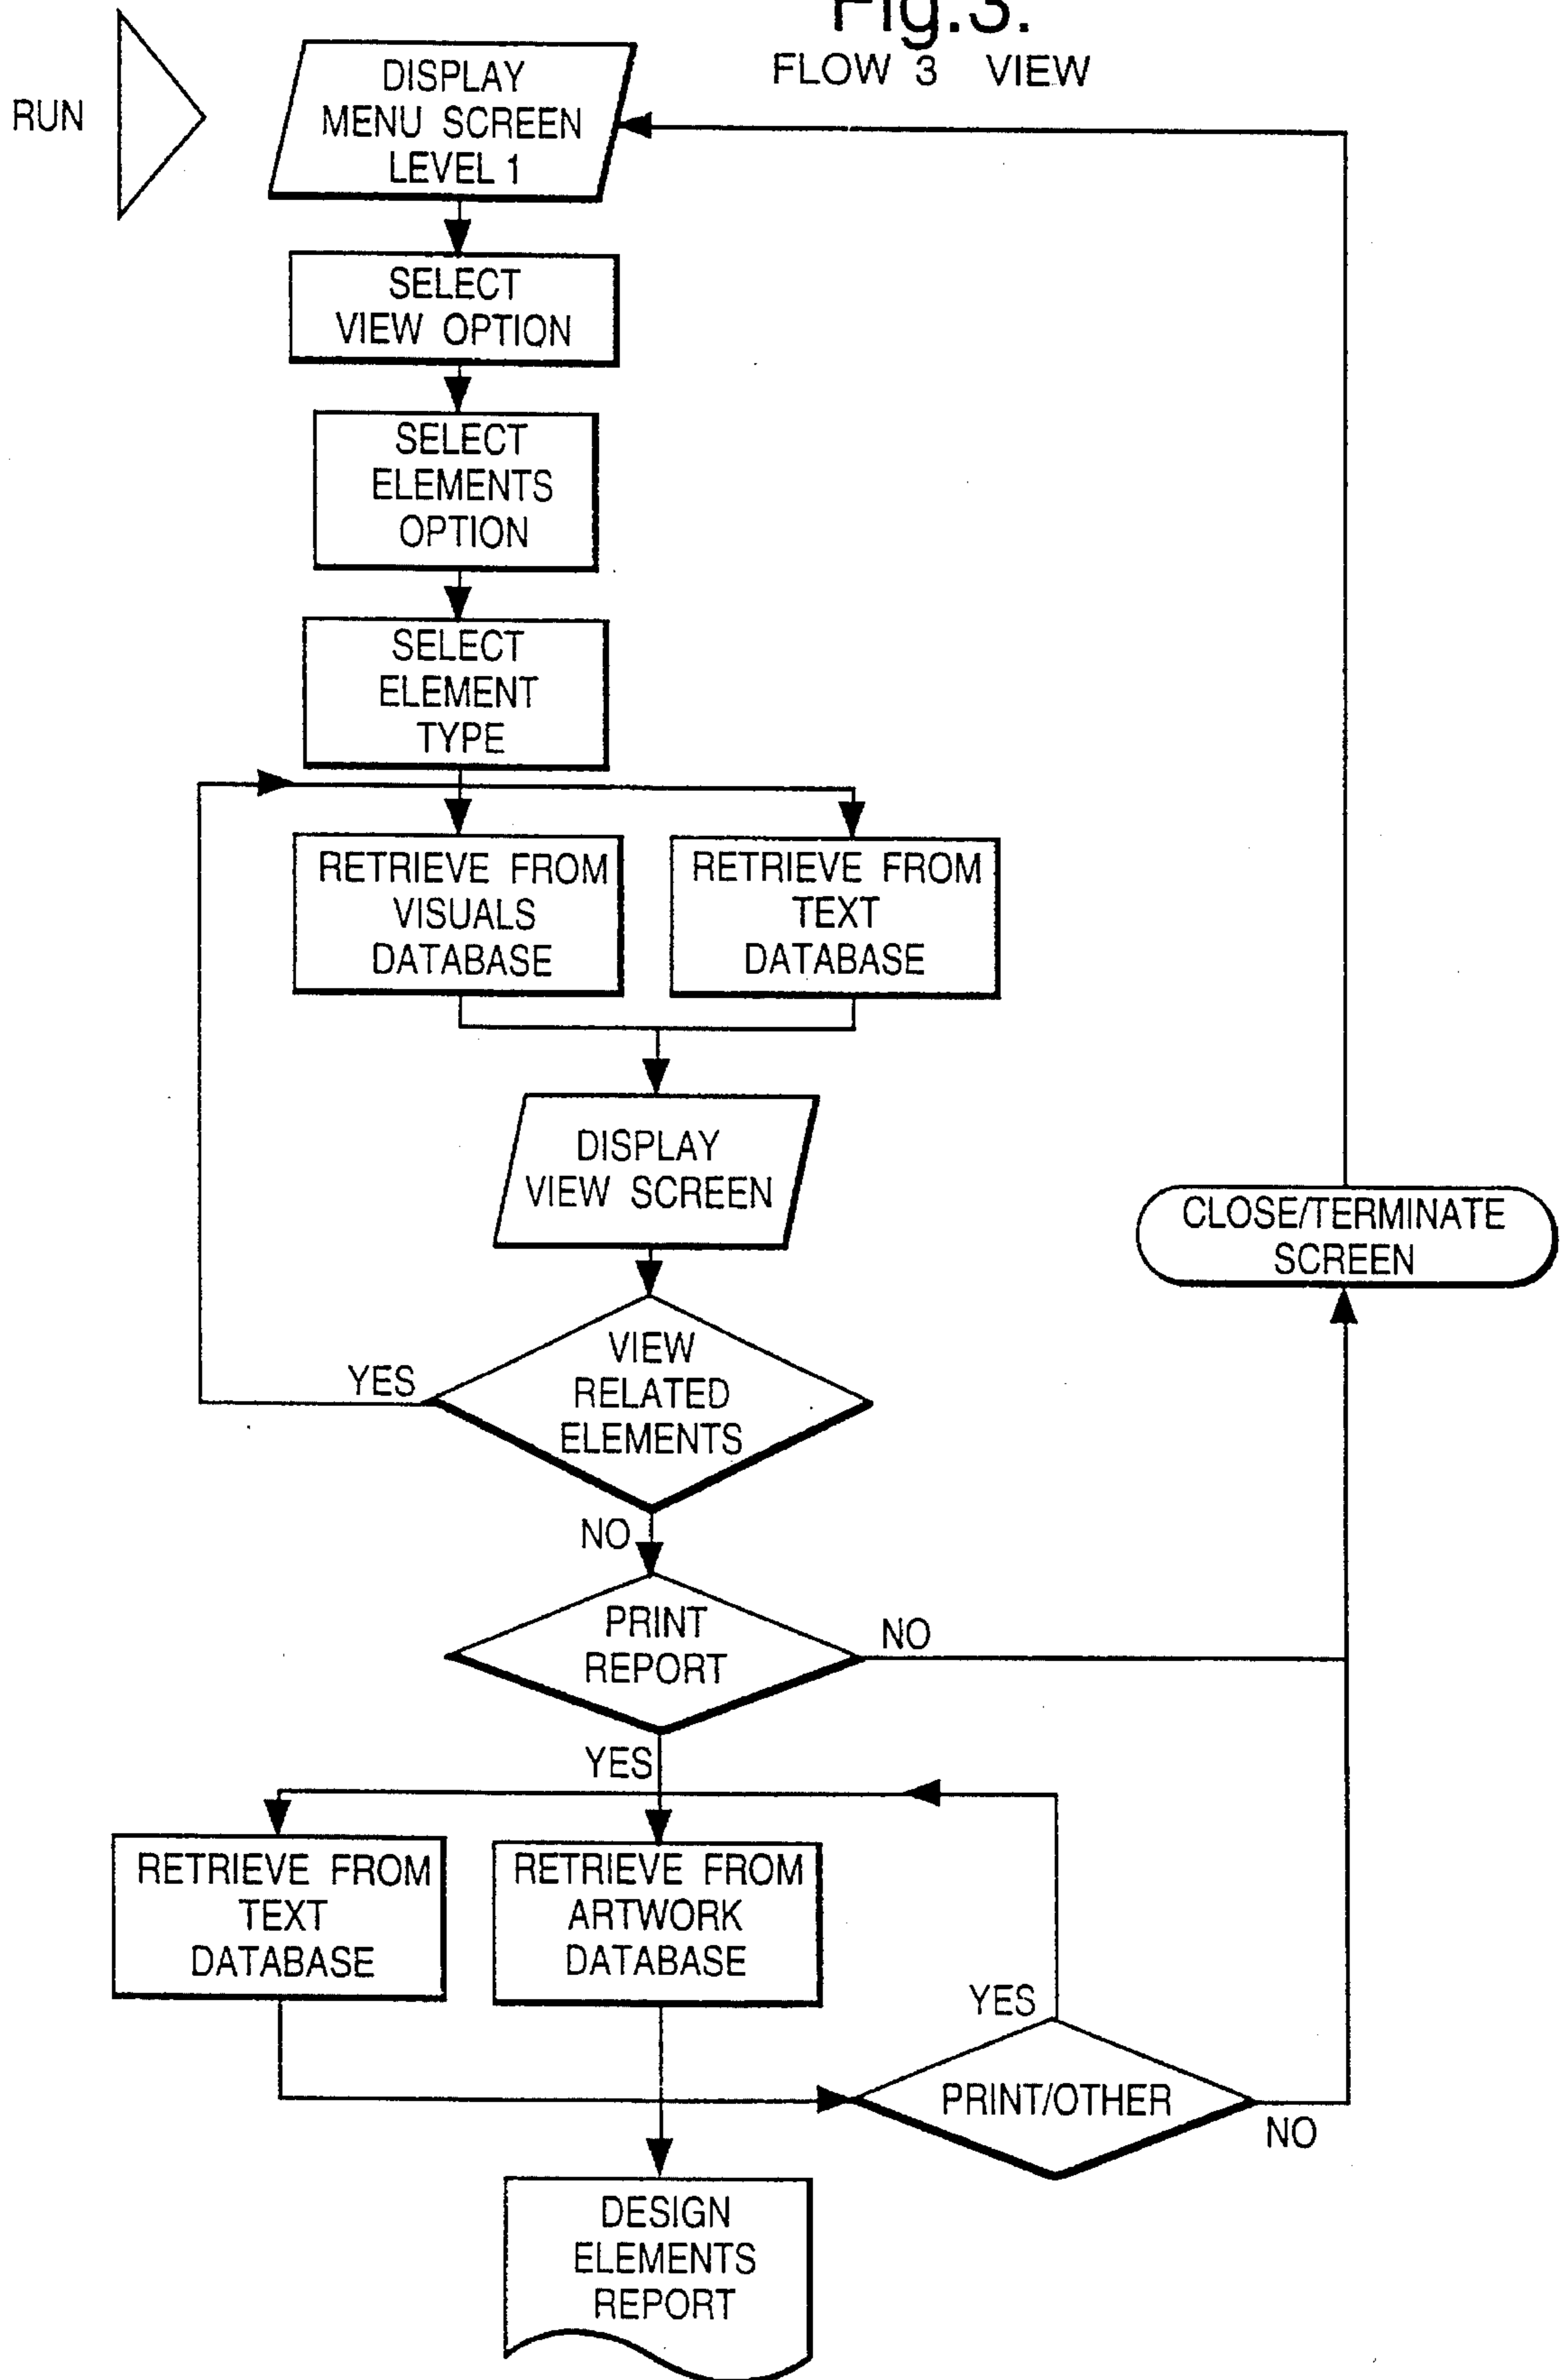 Fig.3.
FLOW 3 VIEW
RUN
DISPLAY
MENU SCREEN
LEVEL 1
SELECT
VIEW OPTION
SELECT
ELEMENTS
OPTION
SELECT
ELEMENT
TYPE
RETRIEVE FROM
VISUALS
DATABASE
RETRIEVE FROM
TEXT
DATABASE
DISPLAY
VIEW SCREEN
CLOSE/TERMINATE
SCREEN
VIEW
RELATED
ELEMENTS
YES
NO
PRINT
REPORT
NO
YES
RETRIEVE FROM
TEXT
DATABASE
RETRIEVE FROM
ARTWORK
DATABASE
YES
PRINT/OTHER
NO
DESIGN
ELEMENTS
REPORT